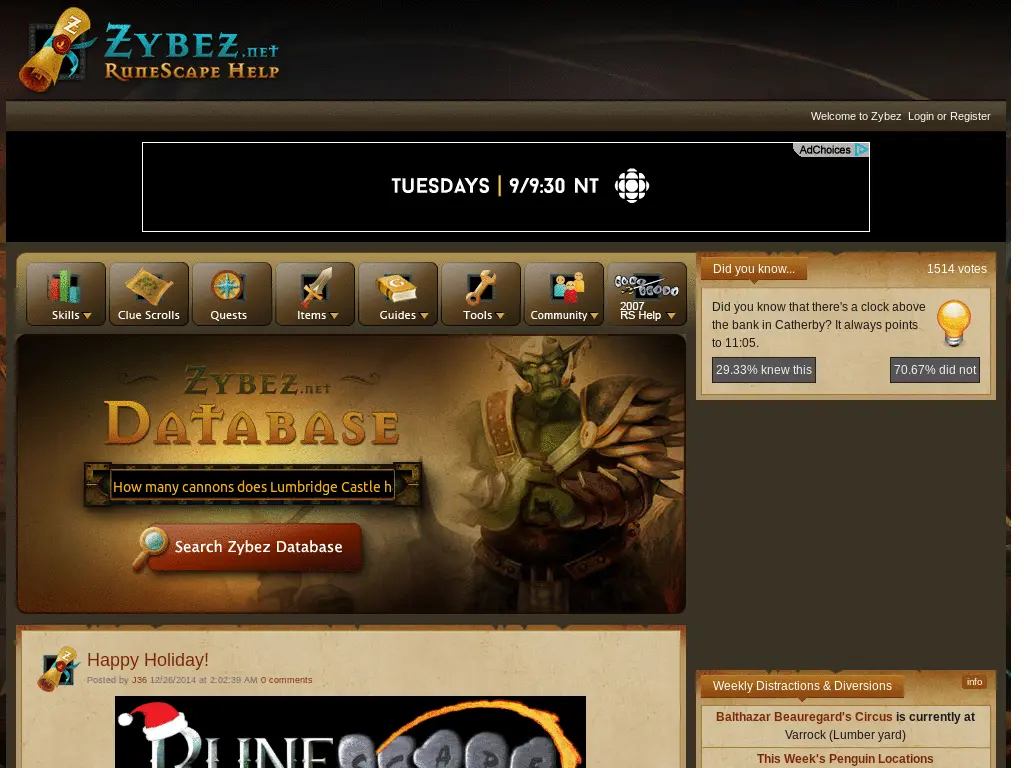 ZYBEZ.NET
RUNESCAPE HELP
Welcome to Zybez Login or Register
AdChoices
TUESDAYS | 9/9:30 NT
Skills
Clue Scrolls
Quests
Items
Guides
Tools
Community
2007
RS Help
Did you know...
1514 votes
Did you know that there's a clock above
the bank in Catherby? It always points
to 11:05.
29.33% knew this
70.67% did not
ZYBEZ.NET
DATABASE
How many cannons does Lumbridge Castle h
Search Zybez Database
Happy Holiday!
Posted by J36 12/26/2014 at 2:02:39 AM 0 comments
RUNESCAPE
Weekly Distractions & Diversions
info
Balthazar Beauregard's Circus is currently at
Varrock (Lumber yard)
This Week's Penguin Locations